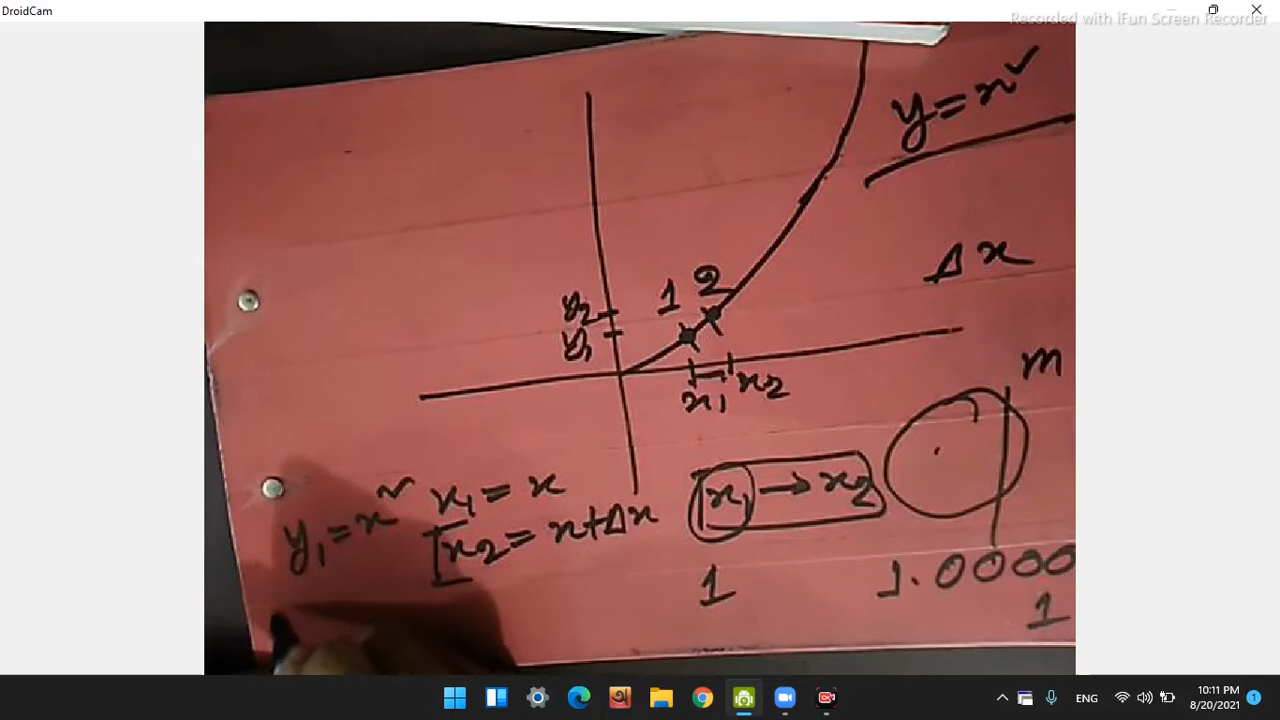 DroidCam
Recorded with iFun Screen Recorder
y = x²
Δx
1 2
y₂
y₁
x₁ x₂
m
x₁ → x₂
x₁ = x
y₁ = x²
x₂ = x+Δx
1
1.0000
1
ENG
10:11 PM
8/20/2021
1